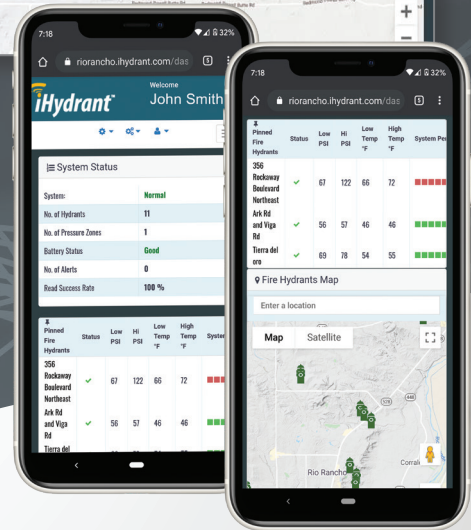 7:18
32%
riorancho.ihydrant.com/das
5
iHydrant™
Welcome
John Smith
System Status
System: Normal
No. of Hydrants 11
No. of Pressure Zones 1
Battery Status Good
No. of Alerts 0
Read Success Rate 100 %
Pinned Fire Hydrants Status Low PSI Hi PSI Low Temp °F High Temp °F System
356 Rockaway Boulevard Northeast 67 122 66 72
Ark Rd and Viga Rd 56 57 46 46
Tierra del
7:18
32%
riorancho.ihydrant.com/das
5
Pinned Fire Hydrants Status Low PSI Hi PSI Low Temp °F High Temp °F System Per
356 Rockaway Boulevard Northeast 67 122 66 72
Ark Rd and Viga Rd 56 57 46 46
Tierra del oro 69 78 54 55
Fire Hydrants Map
Enter a location
Map Satellite
528
448
Rio Rancho
Corrale